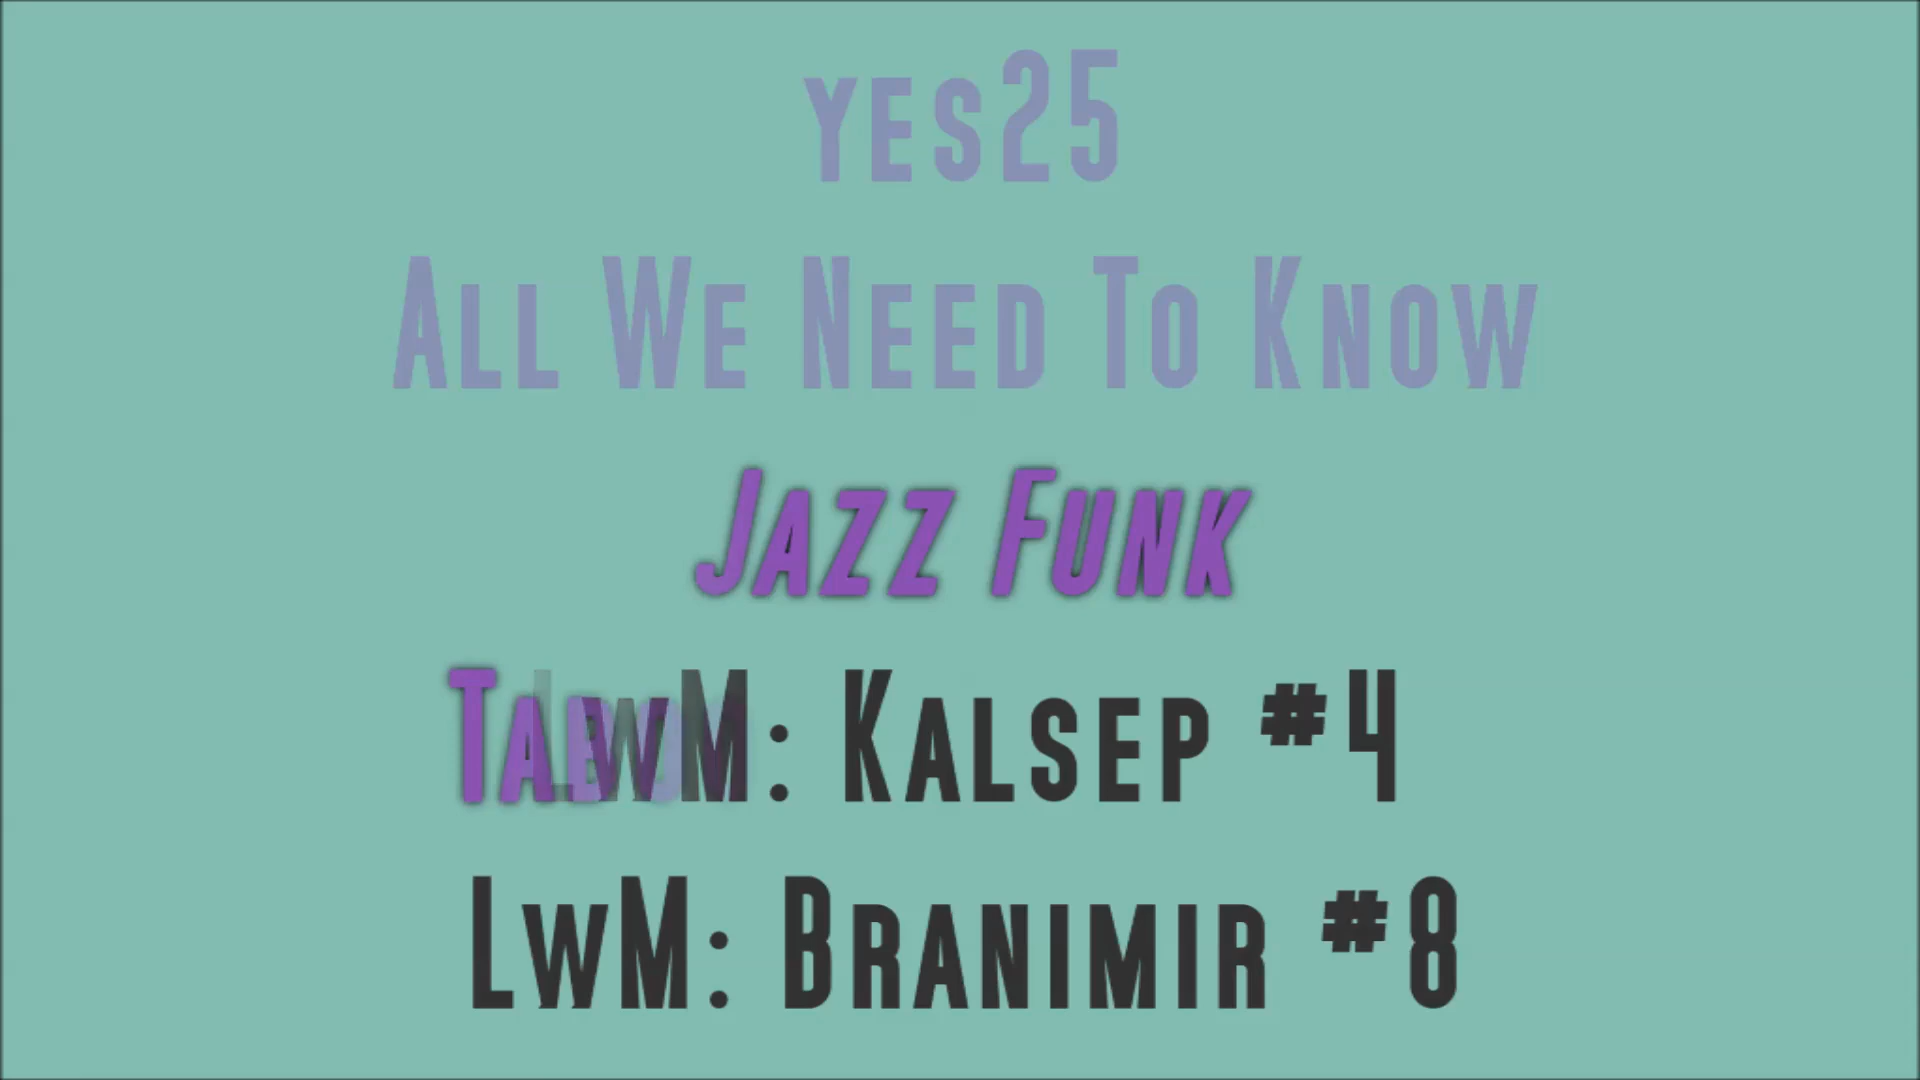 yes25
All We Need To Know
Jazz Funk
LwM: Kalsep #4
LwM: Branimir #8